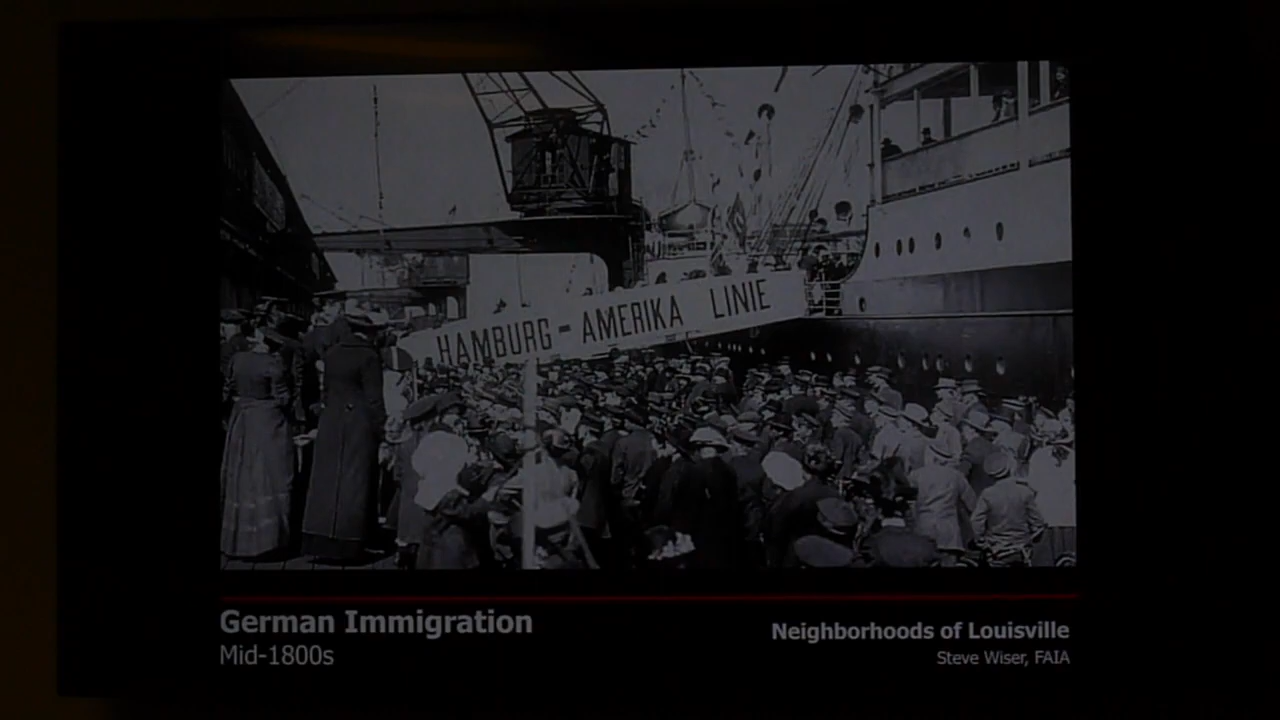 HAMBURG - AMERIKA LINIE
German Immigration
Mid-1800s
Neighborhoods of Louisville
Steve Wiser, FAIA